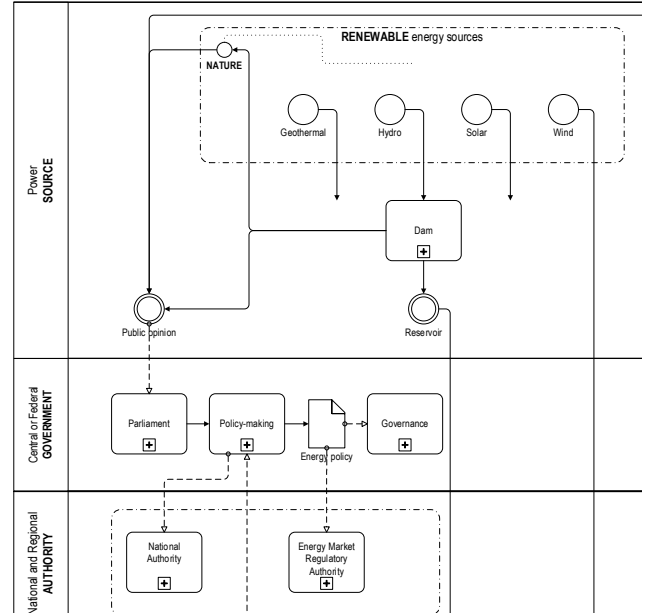 RENEWABLE energy sources
NATURE
Geothermal
Hydro
Solar
Wind
Power
SOURCE
Dam
Public opinion
Reservoir
Central or Federal
GOVERNMENT
Parliament
Policy-making
Energy policy
Governance
National and Regional
AUTHORITY
National
Authority
Energy Market
Regulatory
Authority